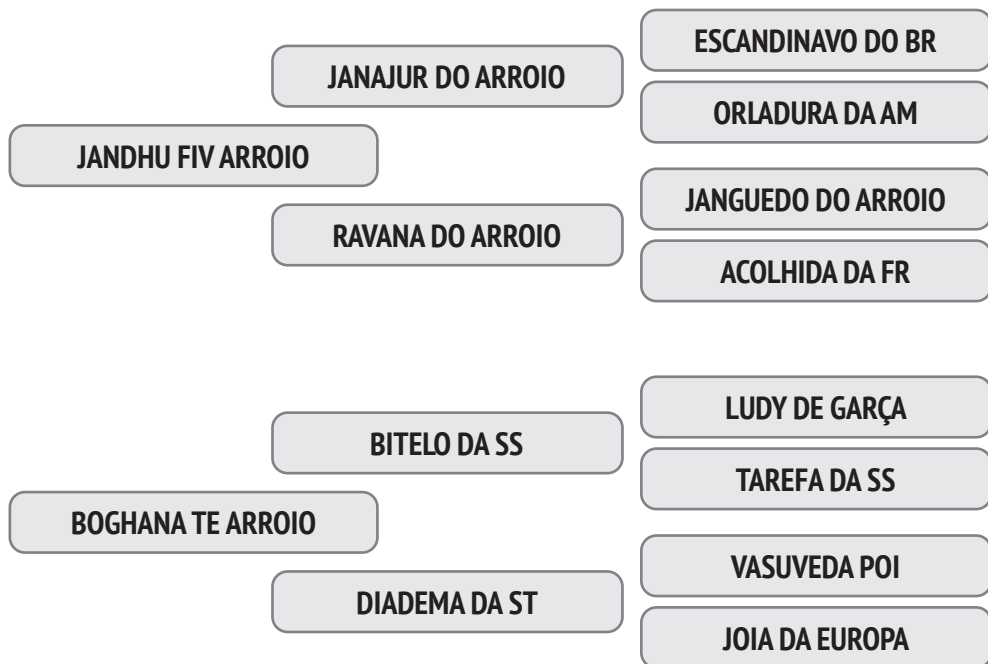 ESCANDINAVO DO BR
JANAJUR DO ARROIO
ORLADURA DA AM
JANDHU FIV ARROIO
JANGUEDO DO ARROIO
RAVANA DO ARROIO
ACOLHIDA DA FR
LUDY DE GARÇA
BITELO DA SS
TAREFA DA SS
BOGHANA TE ARROIO
VASUVEDA POI
DIADEMA DA ST
JOIA DA EUROPA